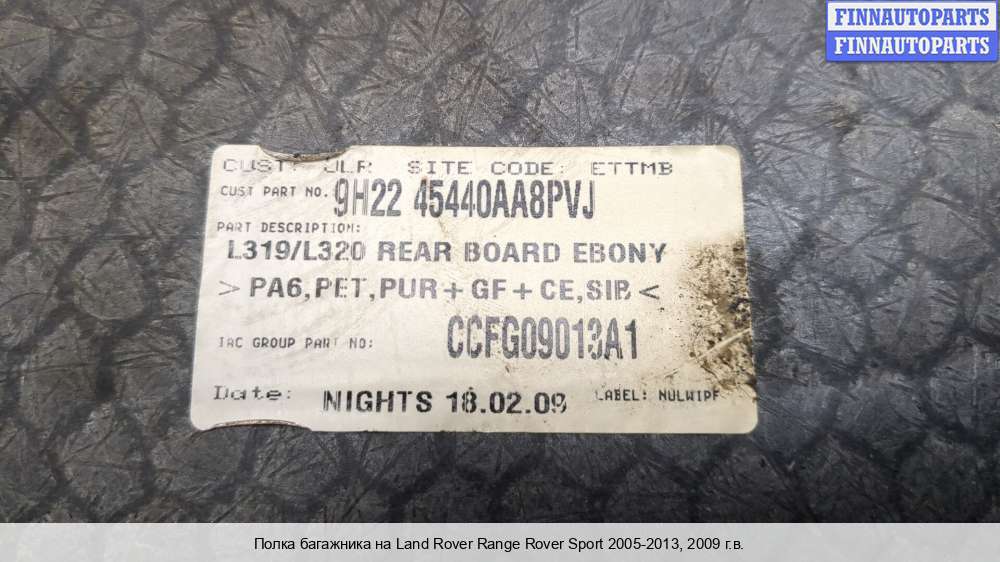 FINNAUTOPARTS
FINNAUTOPARTS
CUST: JLR SITE CODE: ETTMB
CUST PART NO. 9H22 45440AA8PVJ
PART DESCRIPTION:
L319/L320 REAR BOARD EBONY
> PA6,PET,PUR+GF+CE,SIB <
IAC GROUP PART NO: CCFG09013A1
Date: NIGHTS 18.02.09 LABEL: NULWIPF
Полка багажника на Land Rover Range Rover Sport 2005-2013, 2009 г.в.